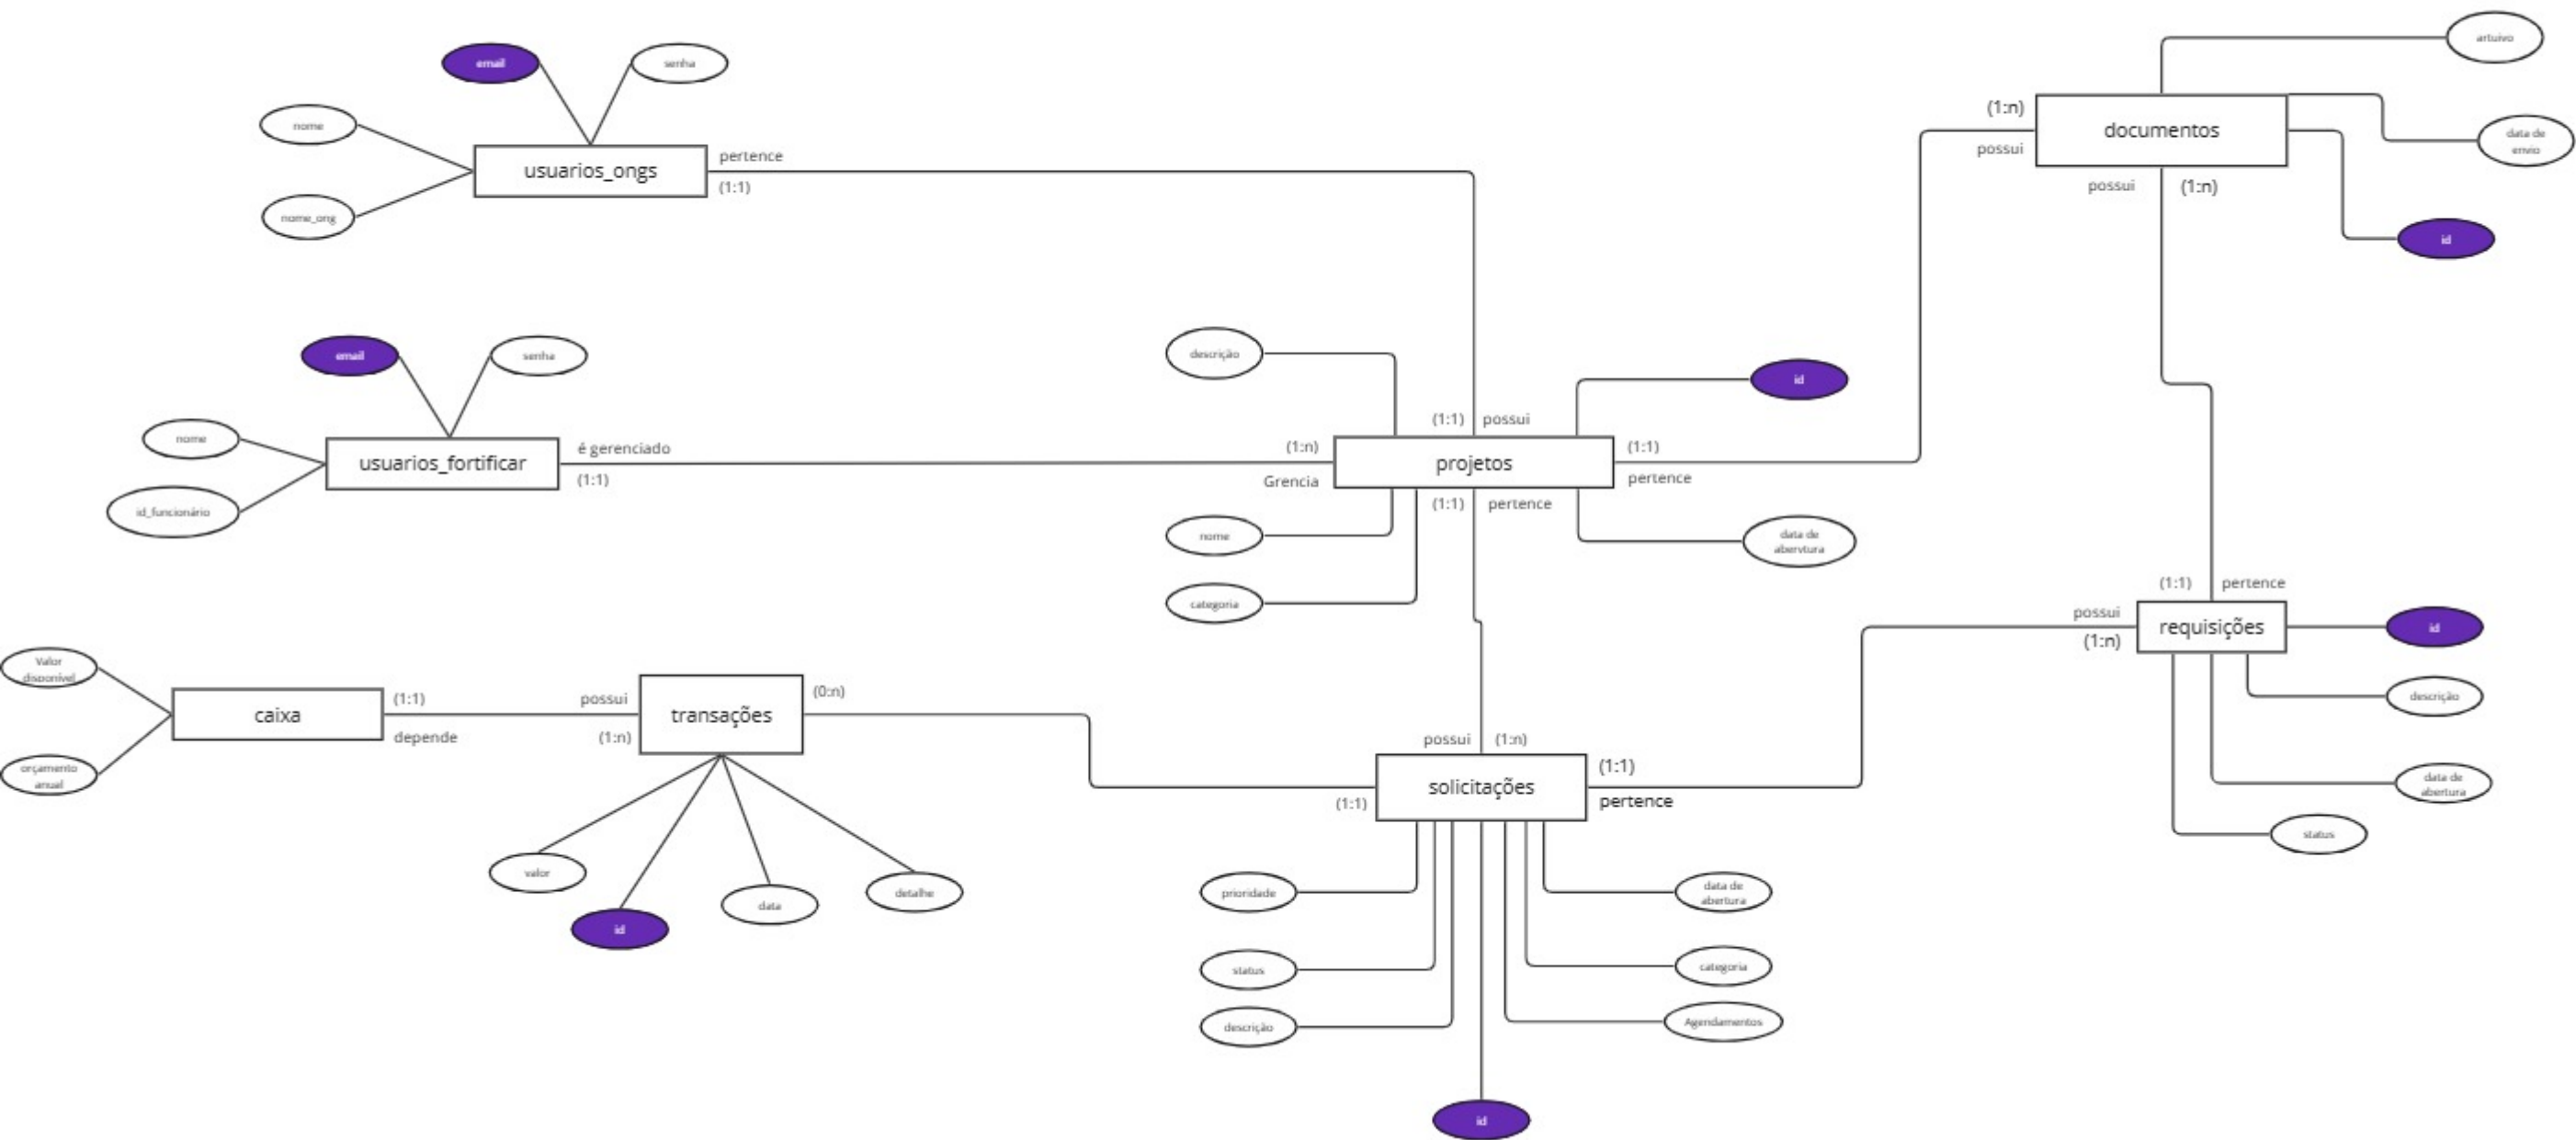 artuivo
email
senha
(1:n)
documentos
nome
data de
envio
possui
pertence
usuarios_ongs
(1:1)
possui
(1:n)
nome_ong
id
email
senha
descrição
id
(1:1)
possui
nome
é gerenciado
(1:n)
(1:1)
usuarios_fortificar
projetos
(1:1)
Grencia
pertence
id_funcionário
(1:1)
pertence
nome
data de
abervtura
categoria
(1:1)
pertence
possui
requisições
id
(1:n)
Valor
disponível
(1:1)
possui
(0:n)
descrição
caixa
transações
depende
(1:n)
possui
(1:n)
(1:1)
orçamento
anual
solicitações
data de
abertura
(1:1)
pertence
status
valor
detalhe
prioridade
data de
abertura
data
id
status
categoria
descrição
Agendamentos
id